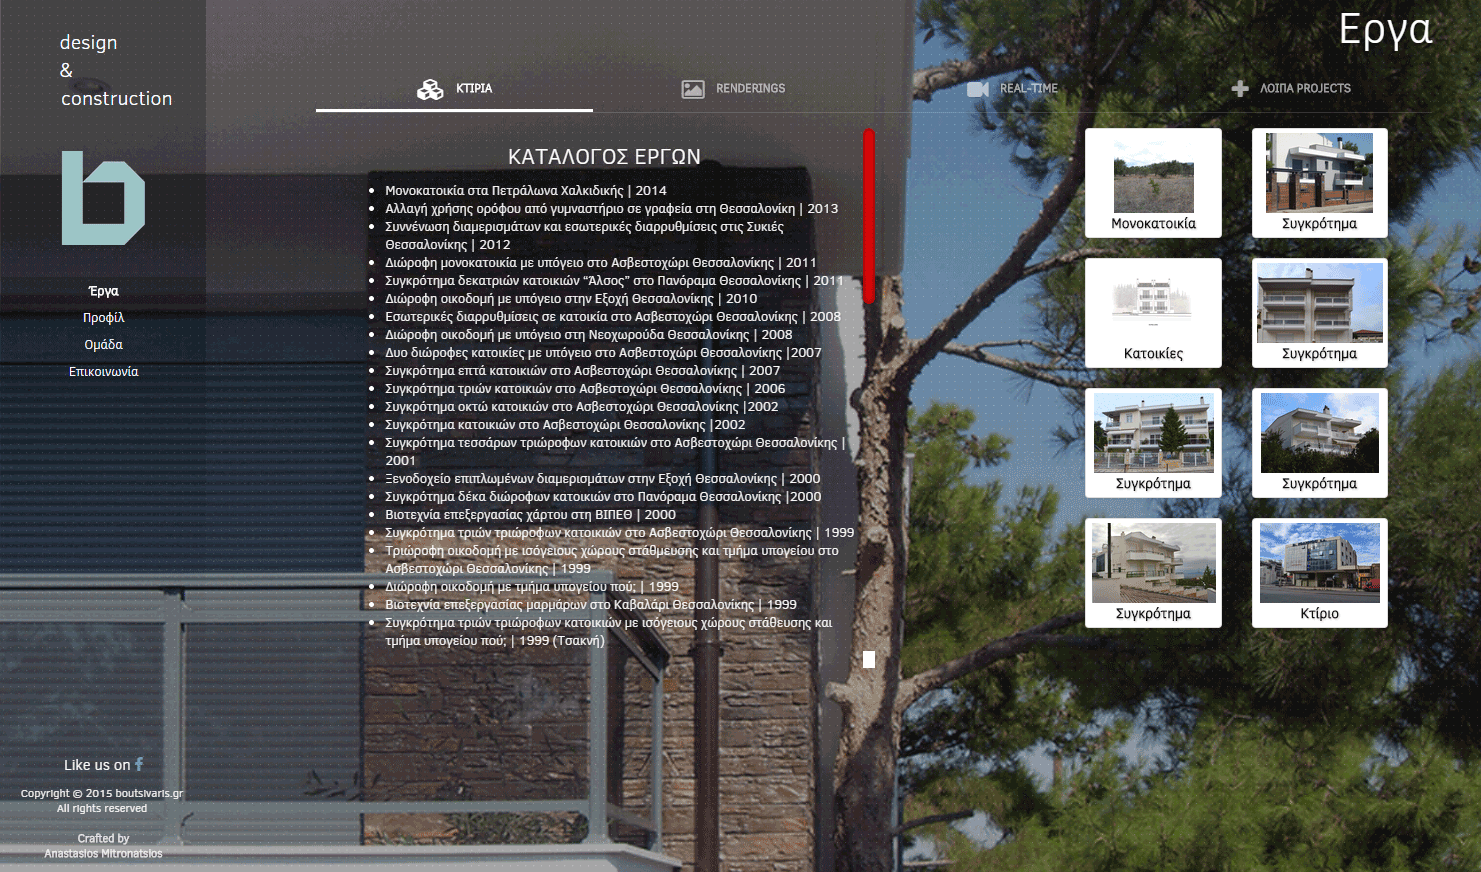 design
&
construction
Έργα
Προφίλ
Ομάδα
Επικοινωνία
Like us on
Copyright © 2015 boutsivaris.gr
All rights reserved
Crafted by
Anastasios Mitronatsios
Εργα
ΚΤΙΡΙΑ
RENDERINGS
REAL-TIME
ΛΟΙΠΑ PROJECTS
ΚΑΤΑΛΟΓΟΣ ΕΡΓΩΝ
Μονοκατοικία στα Πετράλωνα Χαλκιδικής | 2014
Αλλαγή χρήσης ορόφου από γυμναστήριο σε γραφεία στη Θεσσαλονίκη | 2013
Συννένωση διαμερισμάτων και εσωτερικές διαρρυθμίσεις στις Συκιές
Θεσσαλονίκης | 2012
Διώροφη μονοκατοικία με υπόγειο στο Ασβεστοχώρι Θεσσαλονίκης | 2011
Συγκρότημα δεκατριών κατοικιών “Άλσος” στο Πανόραμα Θεσσαλονίκης | 2011
Διώροφη οικοδομή με υπόγειο στην Εξοχή Θεσσαλονίκης | 2010
Εσωτερικές διαρρυθμίσεις σε κατοικία στο Ασβεστοχώρι Θεσσαλονίκης | 2008
Διώροφη οικοδομή με υπόγειο στη Νεοχωρούδα Θεσσαλονίκης | 2008
Δυο διώροφες κατοικίες με υπόγειο στο Ασβεστοχώρι Θεσσαλονίκης |2007
Συγκρότημα επτά κατοικιών στο Ασβεστοχώρι Θεσσαλονίκης | 2007
Συγκρότημα τριών κατοικιών στο Ασβεστοχώρι Θεσσαλονίκης | 2006
Συγκρότημα οκτώ κατοικιών στο Ασβεστοχώρι Θεσσαλονίκης |2002
Συγκρότημα κατοικιών στο Ασβεστοχώρι Θεσσαλονίκης |2002
Συγκρότημα τεσσάρων τριώροφων κατοικιών στο Ασβεστοχώρι Θεσσαλονίκης |
2001
Ξενοδοχείο επιπλωμένων διαμερισμάτων στην Εξοχή Θεσσαλονίκης | 2000
Συγκρότημα δέκα διώροφων κατοικιών στο Πανόραμα Θεσσαλονίκης |2000
Βιοτεχνία επεξεργασίας χάρτου στη ΒΙΠΕΘ | 2000
Συγκρότημα τριών τριώροφων κατοικιών στο Ασβεστοχώρι Θεσσαλονίκης | 1999
Τριώροφη οικοδομή με ισόγειους χώρους στάθμευσης και τμήμα υπογείου στο
Ασβεστοχώρι Θεσσαλονίκης | 1999
Διώροφη οικοδομή με τμήμα υπογείου πού; | 1999
Βιοτεχνία επεξεργασίας μαρμάρων στο Καβαλάρι Θεσσαλονίκης | 1999
Συγκρότημα τριών τριώροφων κατοικιών με ισόγειους χώρους στάθευσης και
τμήμα υπογείου πού; | 1999 (Τσακνή)
Μονοκατοικία
Συγκρότημα
Κατοικίες
Συγκρότημα
Συγκρότημα
Συγκρότημα
Συγκρότημα
Κτίριο